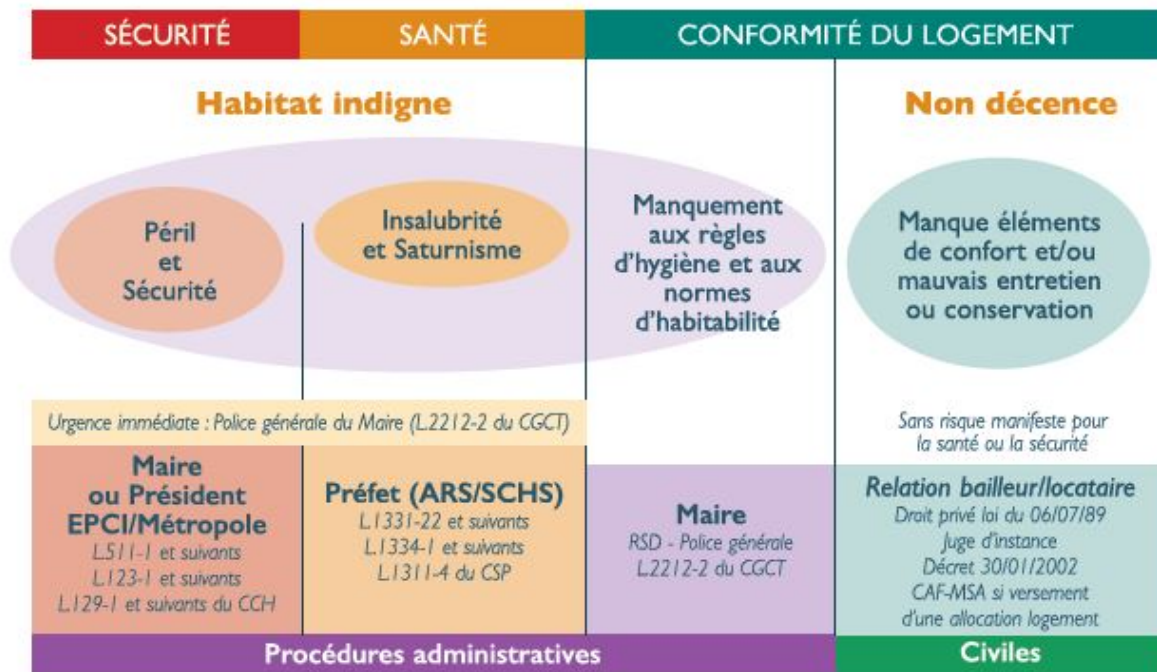 SÉCURITÉ
SANTÉ
CONFORMITÉ DU LOGEMENT
Habitat indigne
Non décence
Péril
et
Sécurité
Insalubrité
et Saturnisme
Manquement
aux règles
d'hygiène et aux
normes
d'habitabilité
Manque éléments
de confort et/ou
mauvais entretien
ou conservation
Urgence immédiate : Police générale du Maire (L.2212-2 du CGCT)
Sans risque manifeste pour
la santé ou la sécurité
Maire
ou Président
EPCI/Métropole
L.511-1 et suivants
L.123-1 et suivants
L.129-1 et suivants du CCH
Préfet (ARS/SCHS)
L.1331-22 et suivants
L.1334-1 et suivants
L.1311-4 du CSP
Maire
RSD - Police générale
L.2212-2 du CGCT
Relation bailleur/locataire
Droit privé loi du 06/07/89
Juge d'instance
Décret 30/01/2002
CAF-MSA si versement
d'une allocation logement
Procédures administratives
Civiles